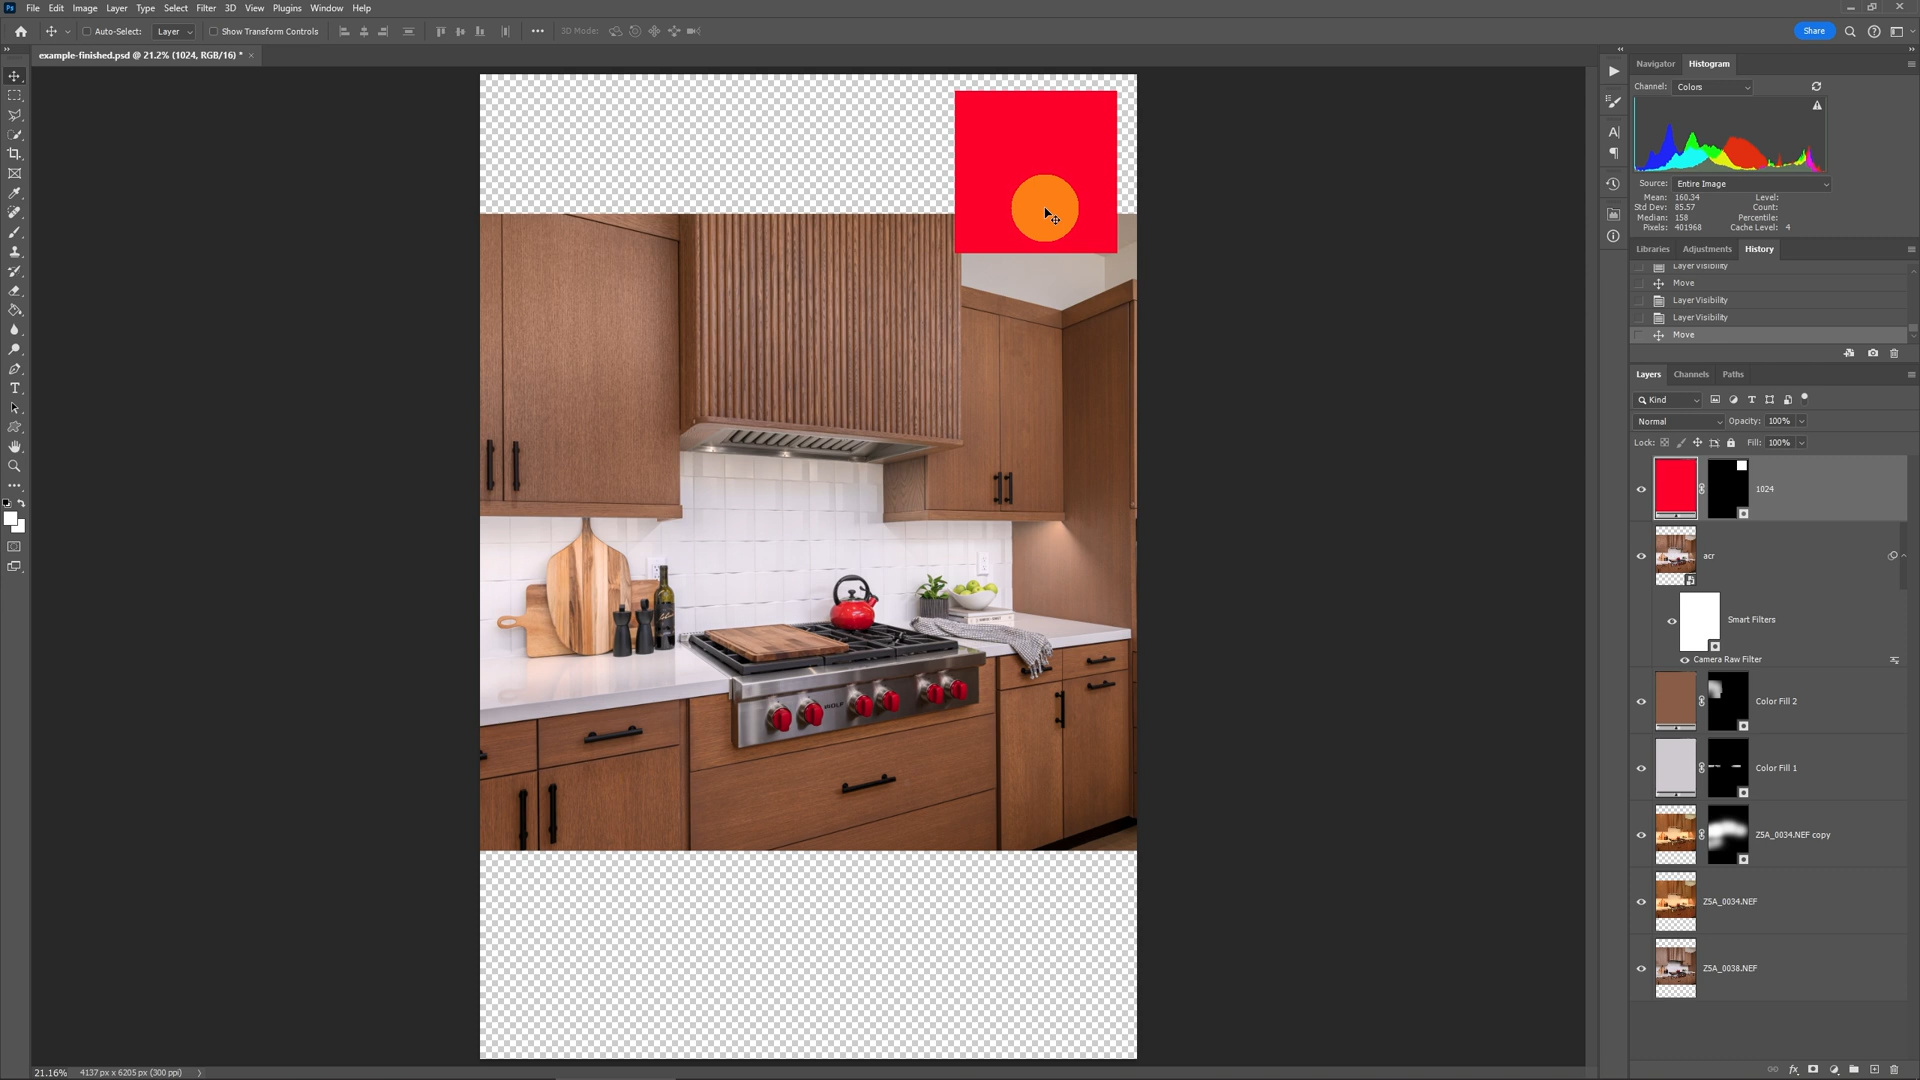 Ps File Edit Image Layer Type Select Filter 3D View Plugins Window Help
Auto-Select: Layer Show Transform Controls 3D Mode: Share
example-finished.psd @ 21.2% (1024, RGB/16) * ×
Navigator Histogram
Channel: Colors
Source: Entire Image
Mean: 160.34 Level:
Std Dev: 85.57 Count:
Median: 158 Percentile:
Pixels: 401968 Cache Level: 4
Libraries Adjustments History
Layer Visibility
Move
Layer Visibility
Layer Visibility
Move
Layers Channels Paths
Kind
Normal Opacity: 100%
Lock: Fill: 100%
1024
acr
Smart Filters
Camera Raw Filter
Color Fill 2
Color Fill 1
Z5A_0034.NEF copy
Z5A_0034.NEF
Z5A_0038.NEF
WOLF
21.16% 4137 px x 6205 px (300 ppi)